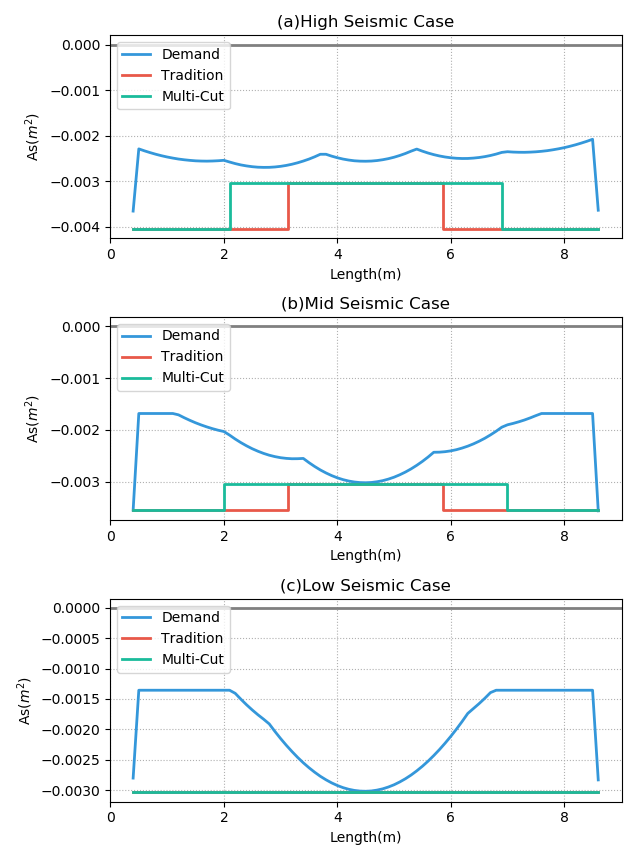 (a)High Seismic Case
0.000
−0.001
−0.002
−0.003
−0.004
As(m²)
Demand
Tradition
Multi-Cut
0 2 4 6 8
Length(m)
(b)Mid Seismic Case
0.000
−0.001
−0.002
−0.003
As(m²)
Demand
Tradition
Multi-Cut
0 2 4 6 8
Length(m)
(c)Low Seismic Case
0.0000
−0.0005
−0.0010
−0.0015
−0.0020
−0.0025
−0.0030
As(m²)
Demand
Tradition
Multi-Cut
0 2 4 6 8
Length(m)